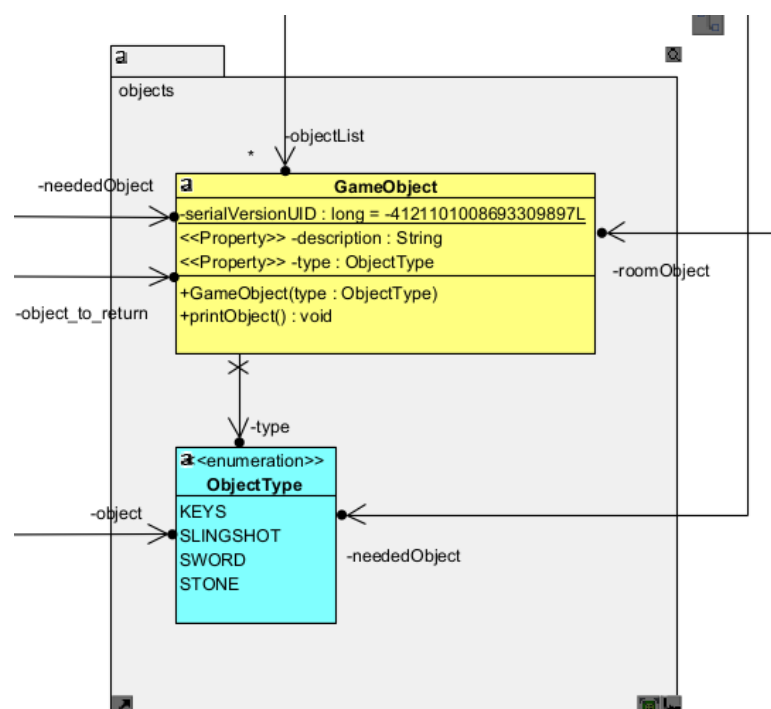 a
objects
-objectList
*
-neededObject
a
GameObject
-serialVersionUID : long = -4121101008693309897L
<<Property>> -description : String
<<Property>> -type : ObjectType
-roomObject
+GameObject(type : ObjectType)
-object_to_return
+printObject() : void
-type
a
<<enumeration>>
ObjectType
-object
KEYS
SLINGSHOT
-neededObject
SWORD
STONE